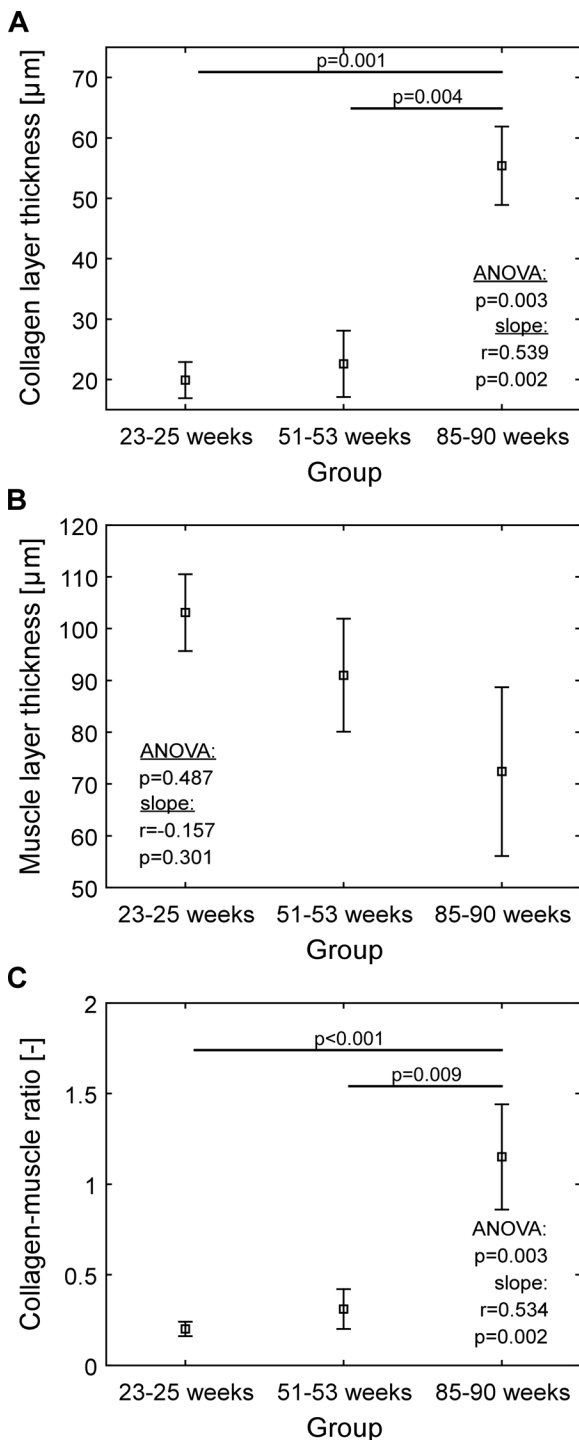 A
Collagen layer thickness [µm]
70
60
50
40
30
20
p=0.001
p=0.004
ANOVA:
p=0.003
slope:
r=0.539
p=0.002
23-25 weeks 51-53 weeks 85-90 weeks
Group
B
Muscle layer thickness [µm]
120
110
100
90
80
70
60
50
ANOVA:
p=0.487
slope:
r=-0.157
p=0.301
23-25 weeks 51-53 weeks 85-90 weeks
Group
C
Collagen-muscle ratio [-]
2
1.5
1
0.5
0
p<0.001
p=0.009
ANOVA:
p=0.003
slope:
r=0.534
p=0.002
23-25 weeks 51-53 weeks 85-90 weeks
Group